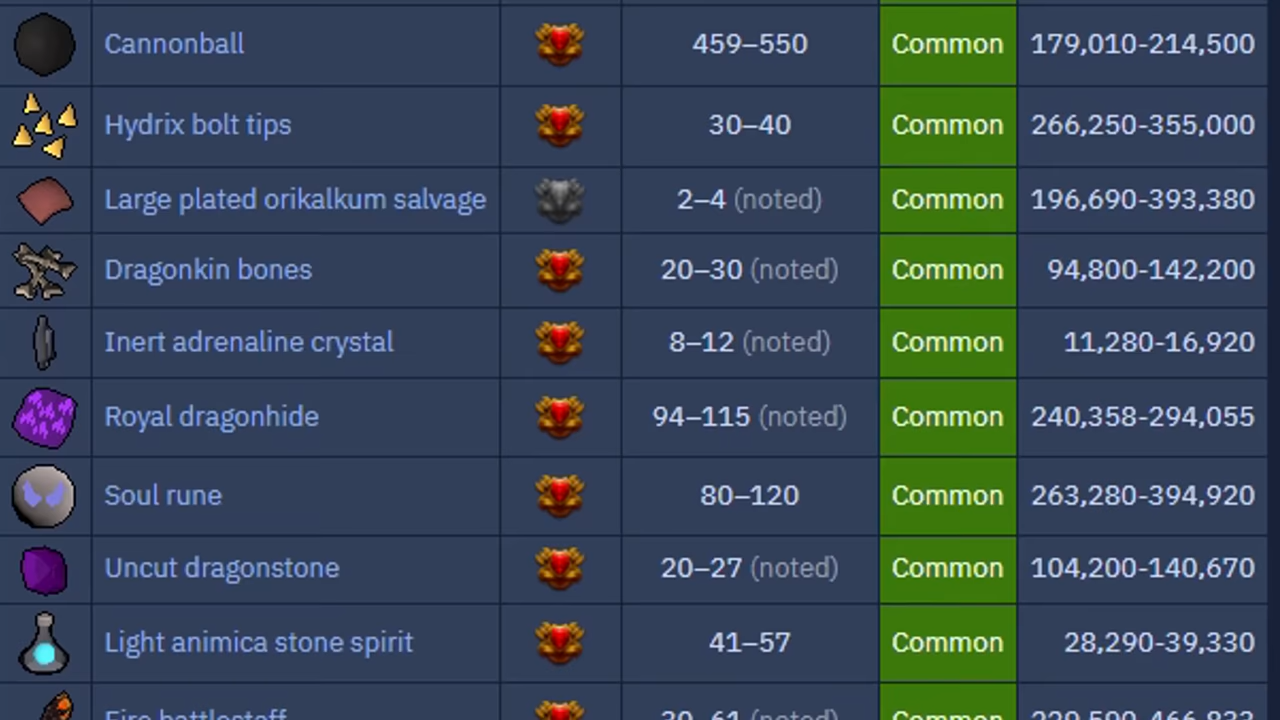 Cannonball 459–550 Common 179,010-214,500
Hydrix bolt tips 30–40 Common 266,250-355,000
Large plated orikalkum salvage 2–4 (noted) Common 196,690-393,380
Dragonkin bones 20–30 (noted) Common 94,800-142,200
Inert adrenaline crystal 8–12 (noted) Common 11,280-16,920
Royal dragonhide 94–115 (noted) Common 240,358-294,055
Soul rune 80–120 Common 263,280-394,920
Uncut dragonstone 20–27 (noted) Common 104,200-140,670
Light animica stone spirit 41–57 Common 28,290-39,330
Fire battlestaff (noted) Common